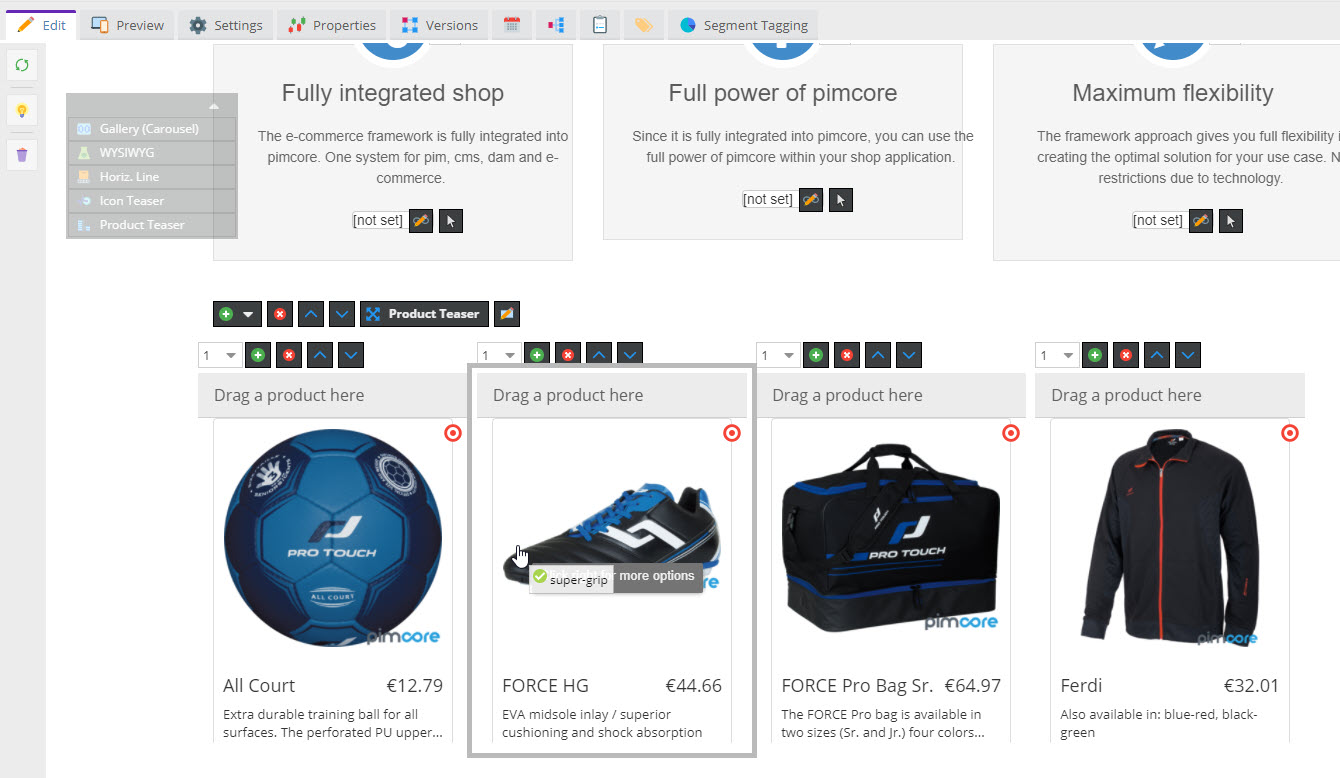 Edit Preview Settings Properties Versions Segment Tagging
Gallery (Carousel)
WYSIWYG
Horiz. Line
Icon Teaser
Product Teaser
Fully integrated shop
The e-commerce framework is fully integrated into
pimcore. One system for pim, cms, dam and e-
commerce.
[not set]
Full power of pimcore
Since it is fully integrated into pimcore, you can use the
full power of pimcore within your shop application.
[not set]
Maximum flexibility
The framework approach gives you full flexibility i
creating the optimal solution for your use case. N
restrictions due to technology.
[not set]
Product Teaser
1 1 1 1
Drag a product here
PRO TOUCH
ALL COURT
pimcore
All Court €12.79
Extra durable training ball for all
surfaces. The perforated PU upper...
Drag a product here
super-grip
more options
FORCE HG €44.66
EVA midsole inlay / superior
cushioning and shock absorption
Drag a product here
PRO TOUCH
pimcore
FORCE Pro Bag Sr. €64.97
The FORCE Pro bag is available in
two sizes (Sr. and Jr.) four colors...
Drag a product here
pimcore
Ferdi €32.01
Also available in: blue-red, black-
green